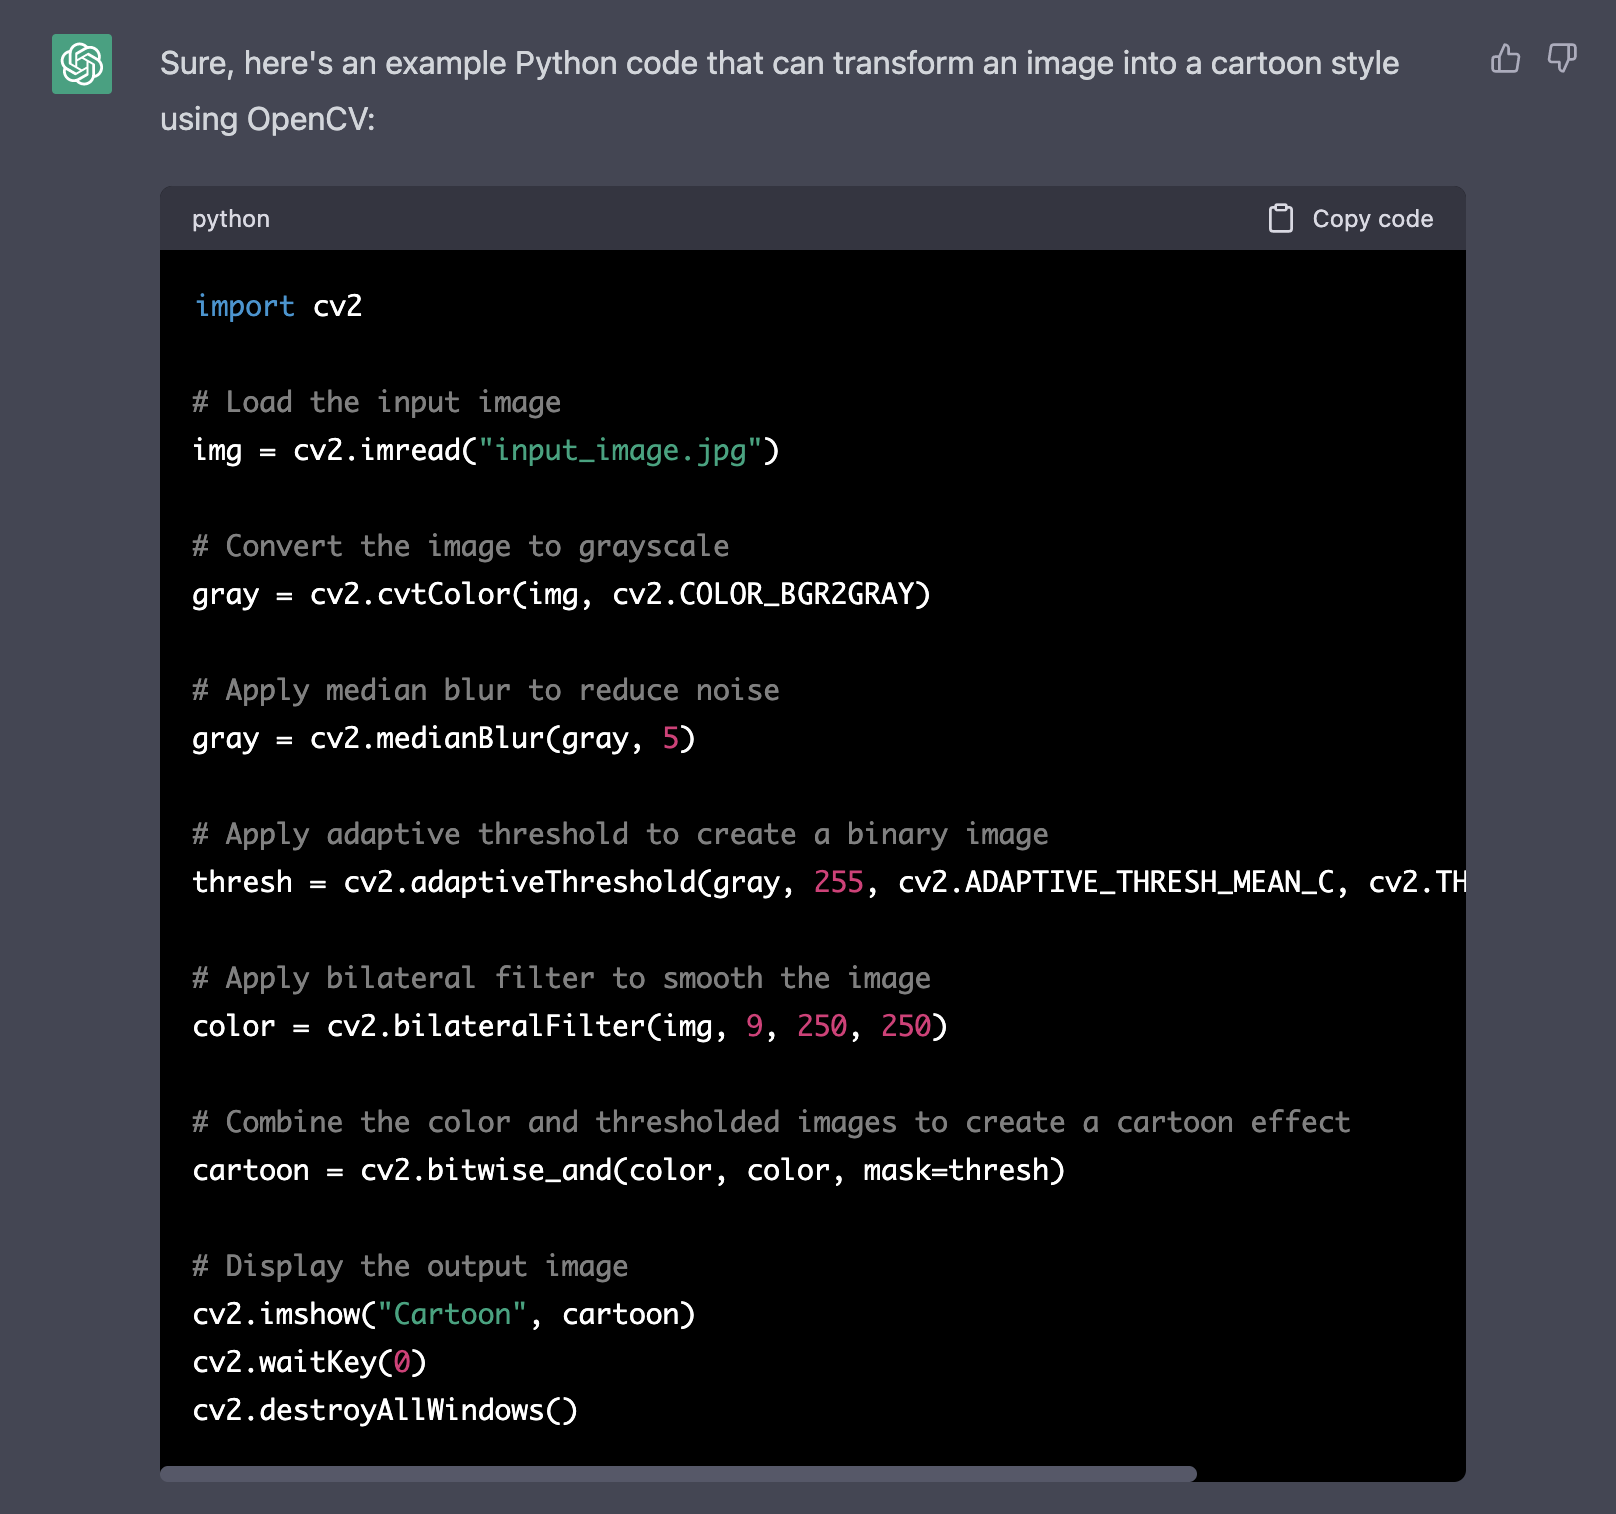 Sure, here's an example Python code that can transform an image into a cartoon style
using OpenCV:
python
Copy code
import cv2
# Load the input image
img = cv2.imread("input_image.jpg")
# Convert the image to grayscale
gray = cv2.cvtColor(img, cv2.COLOR_BGR2GRAY)
# Apply median blur to reduce noise
gray = cv2.medianBlur(gray, 5)
# Apply adaptive threshold to create a binary image
thresh = cv2.adaptiveThreshold(gray, 255, cv2.ADAPTIVE_THRESH_MEAN_C, cv2.TH
# Apply bilateral filter to smooth the image
color = cv2.bilateralFilter(img, 9, 250, 250)
# Combine the color and thresholded images to create a cartoon effect
cartoon = cv2.bitwise_and(color, color, mask=thresh)
# Display the output image
cv2.imshow("Cartoon", cartoon)
cv2.waitKey(0)
cv2.destroyAllWindows()